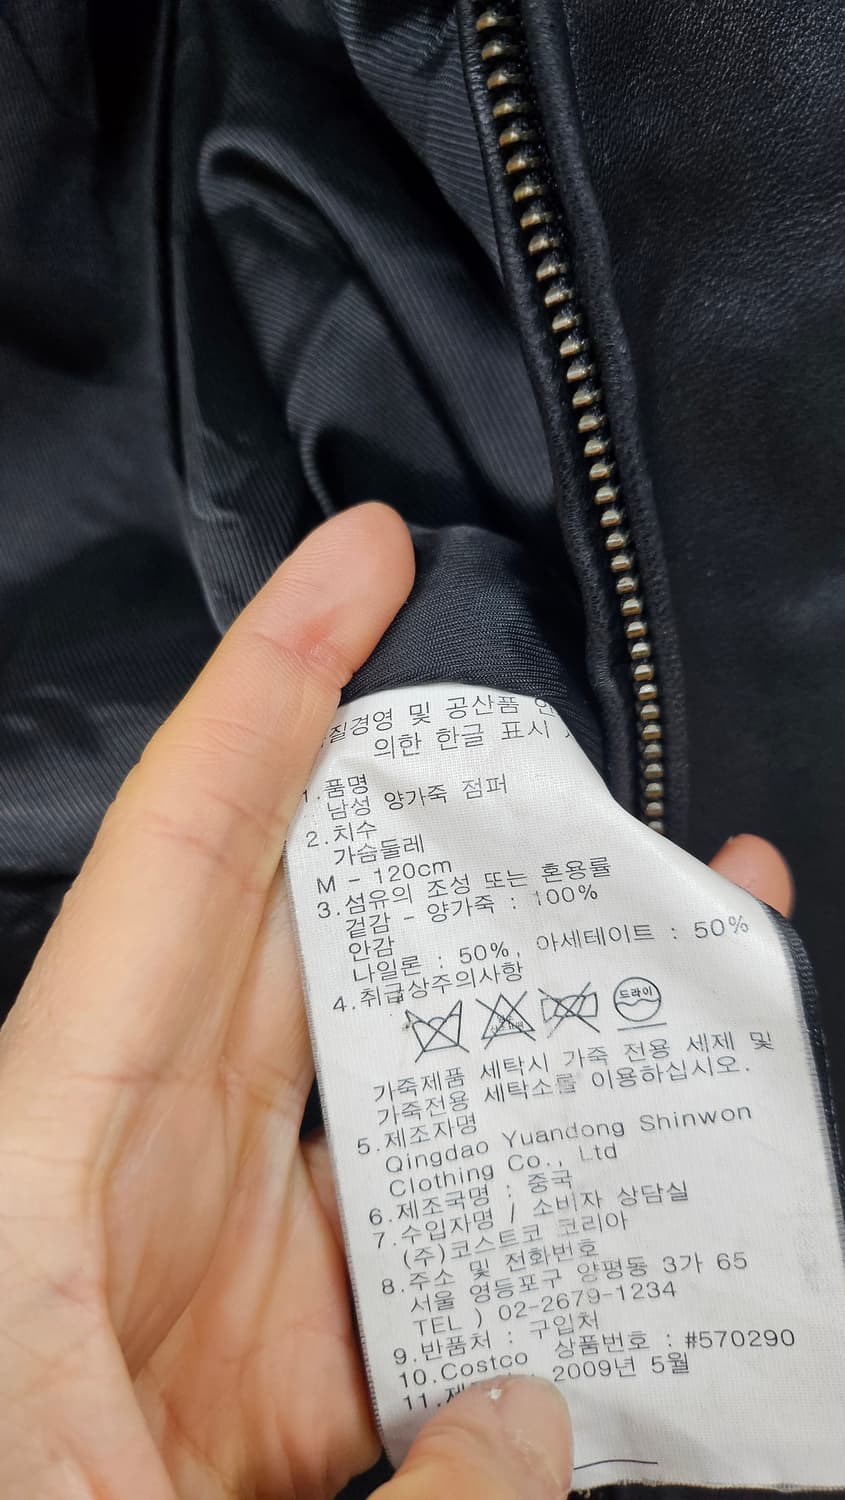 질경영 및 공산품
의한 한글 표시
1.품명
남성 양가죽 점퍼
2.치수
가슴둘레
M - 120cm
3.섬유의 조성 또는 혼용률
겉감 - 양가죽 : 100%
안감
나일론 : 50%, 아세테이트 : 50%
4.취급상주의사항
드라이
가죽제품 세탁시 가죽 전용 세제 및
가죽전용 세탁소를 이용하십시오.
5.제조자명
Qingdao Yuandong Shinwon
Clothing Co., Ltd
6.제조국명 : 중국
7.수입자명 / 소비자 상담실
(주)코스트코 코리아
8.주소 및 전화번호
서울 영등포구 양평동 3가 65
TEL ) 02-2679-1234
9.반품처 : 구입처
10.Costco 상품번호 : #570290
11. 2009년 5월